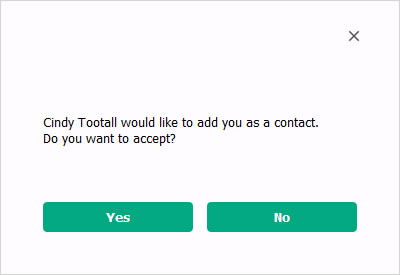 Cindy Tootall would like to add you as a contact.
Do you want to accept?
Yes
No